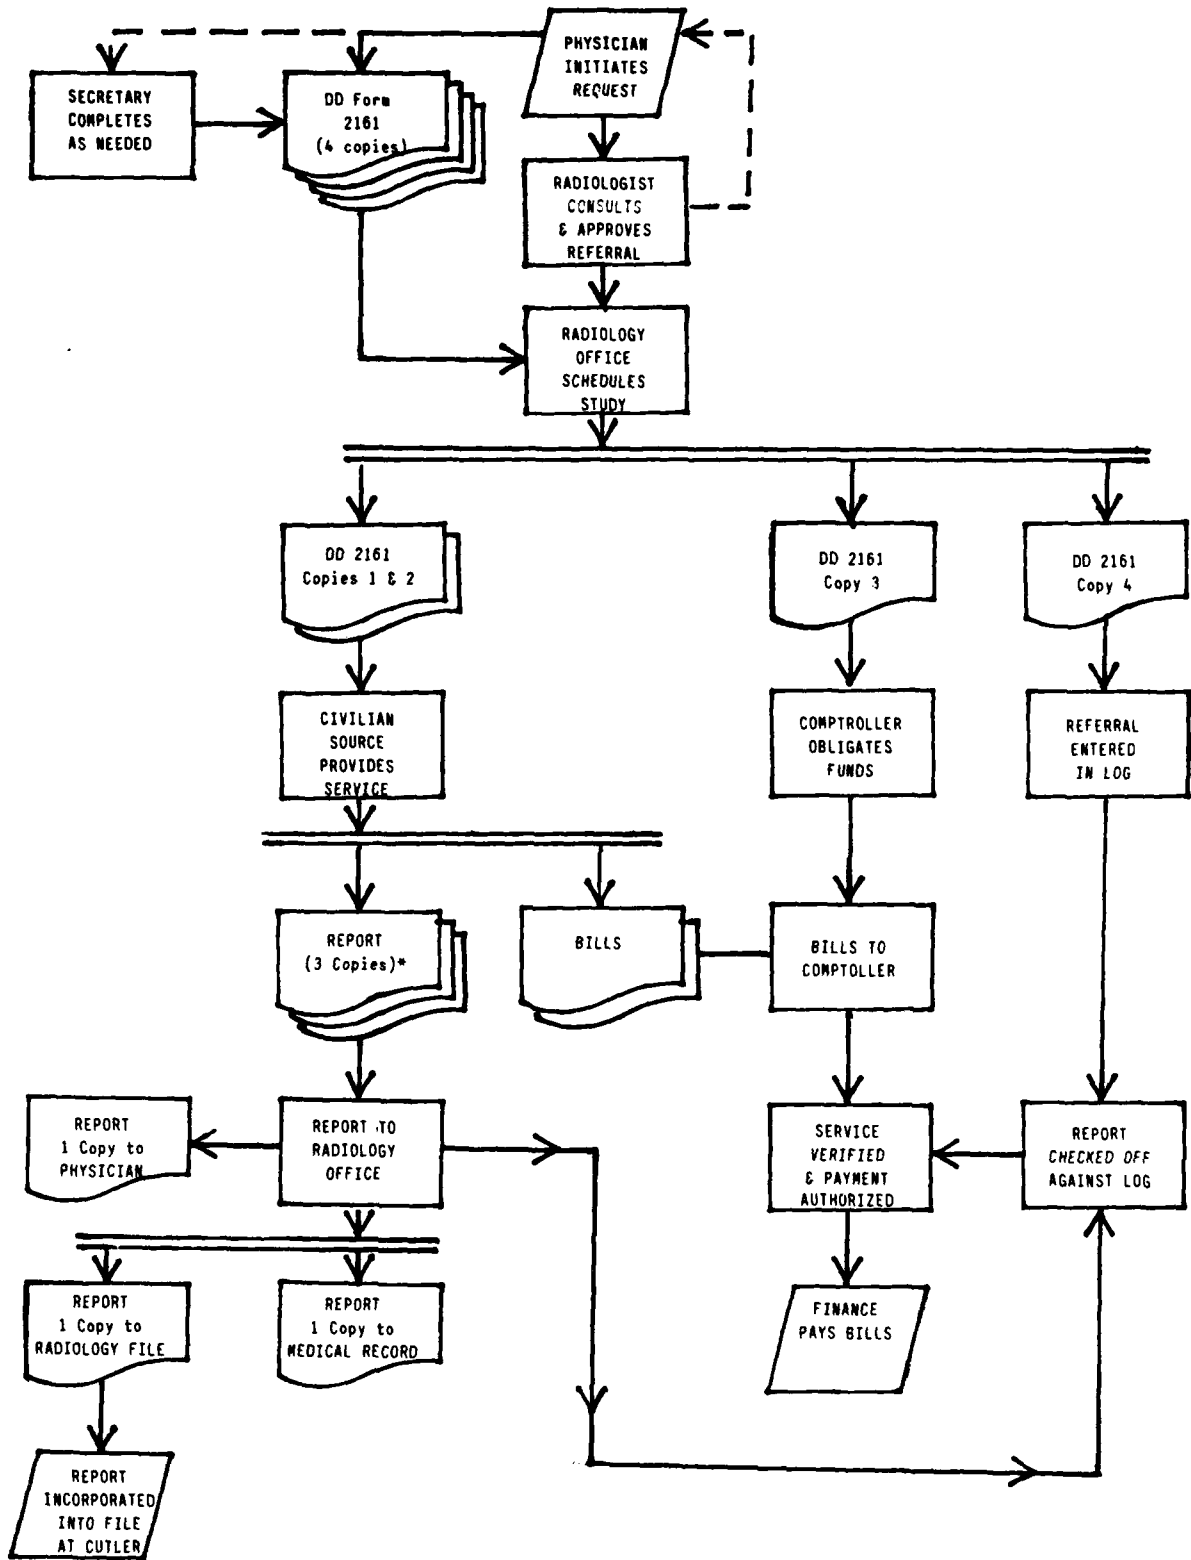 PHYSICIAN
INITIATES
REQUEST
SECRETARY
COMPLETES
AS NEEDED
DD Form
2161
(4 copies)
RADIOLOGIST
CONSULTS
& APPROVES
REFERRAL
RADIOLOGY
OFFICE
SCHEDULES
STUDY
DD 2161
Copies 1 & 2
DD 2161
Copy 3
DD 2161
Copy 4
CIVILIAN
SOURCE
PROVIDES
SERVICE
COMPTROLLER
OBLIGATES
FUNDS
REFERRAL
ENTERED
IN LOG
REPORT
(3 Copies)*
BILLS
BILLS TO
COMPTOLLER
REPORT
1 Copy to
PHYSICIAN
REPORT TO
RADIOLOGY
OFFICE
SERVICE
VERIFIED
& PAYMENT
AUTHORIZED
REPORT
CHECKED OFF
AGAINST LOG
REPORT
1 Copy to
RADIOLOGY FILE
REPORT
1 Copy to
MEDICAL RECORD
FINANCE
PAYS BILLS
REPORT
INCORPORATED
INTO FILE
AT CUTLER